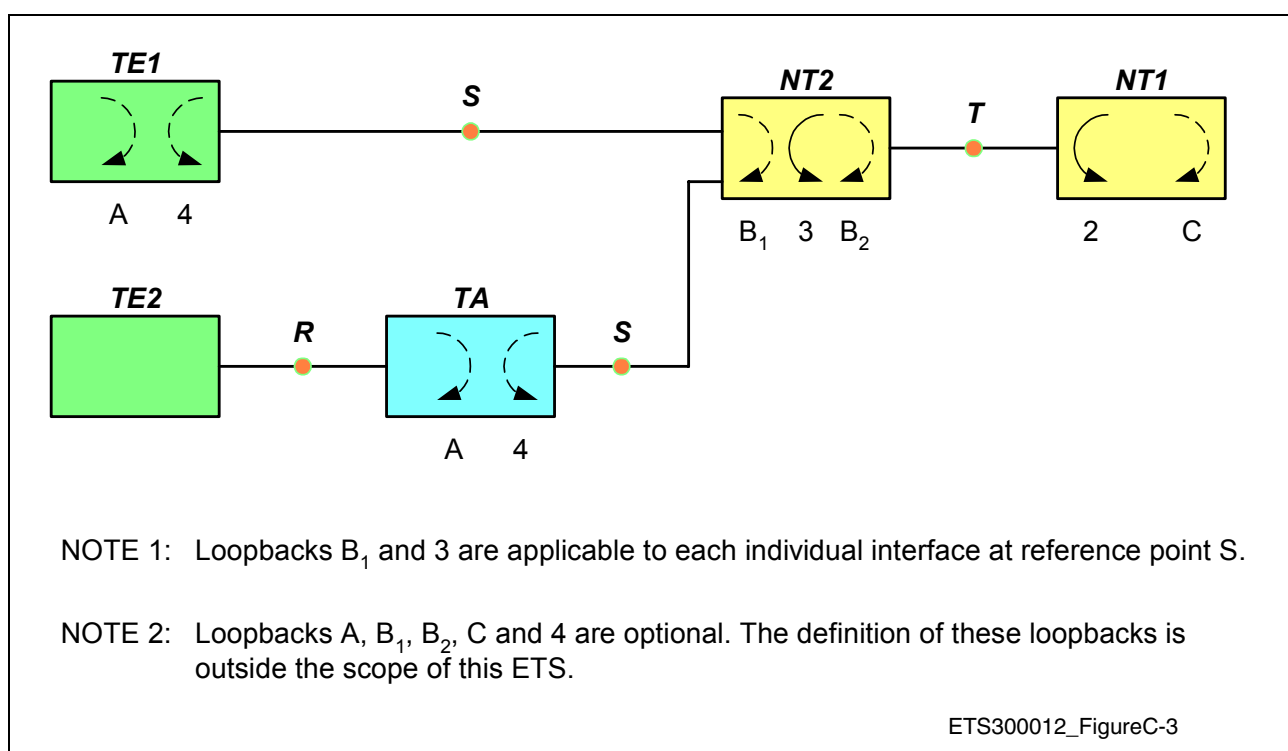 TE1
S
NT2
NT1
T
A 4
B1 3 B2
2 C
TE2
R
TA
S
A 4
NOTE 1: Loopbacks B1 and 3 are applicable to each individual interface at reference point S.
NOTE 2: Loopbacks A, B1, B2, C and 4 are optional. The definition of these loopbacks is
outside the scope of this ETS.
ETS300012_FigureC-3